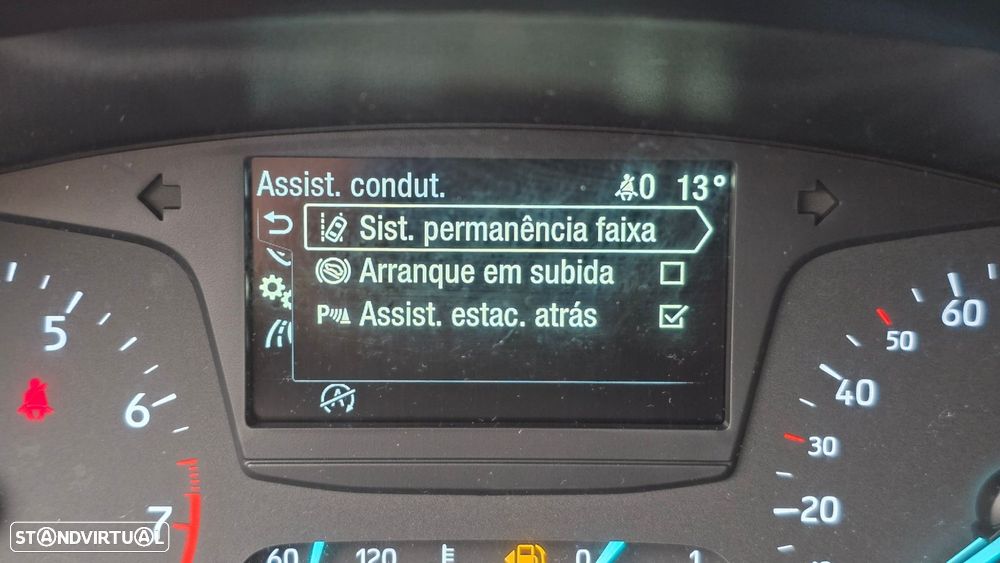 Assist. condut. 0 13°
Sist. permanência faixa
Arranque em subida
P Assist. estac. atrás
A
5
6
7
60
50
40
30
20
60 120 0 1
STANDVIRTUAL